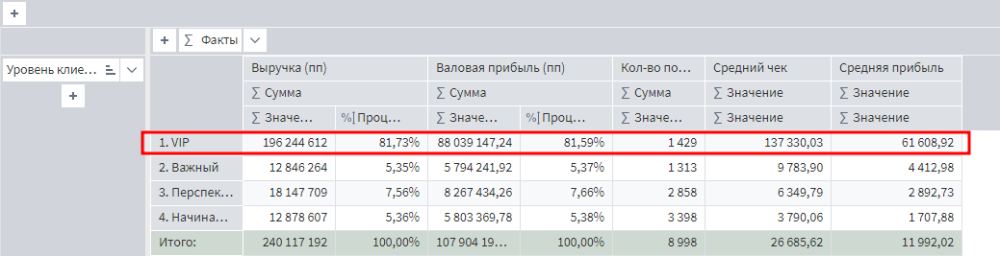 +
+ Σ Факты
Уровень клие...
+
Выручка (пп) Валовая прибыль (пп) Кол-во по... Средний чек Средняя прибыль
Σ Сумма Σ Сумма Σ Сумма Σ Значение Σ Значение
Σ Значе... %] Проц... Σ Значе... %] Проц... Σ Значе... Σ Значение Σ Значение
1. VIP 196 244 612 81,73% 88 039 147,24 81,59% 1 429 137 330,03 61 608,92
2. Важный 12 846 264 5,35% 5 794 241,92 5,37% 1 313 9 783,90 4 412,98
3. Перспек... 18 147 709 7,56% 8 267 434,26 7,66% 2 858 6 349,79 2 892,73
4. Начина... 12 878 607 5,36% 5 803 369,78 5,38% 3 398 3 790,06 1 707,88
Итого: 240 117 192 100,00% 107 904 19... 100,00% 8 998 26 685,62 11 992,02